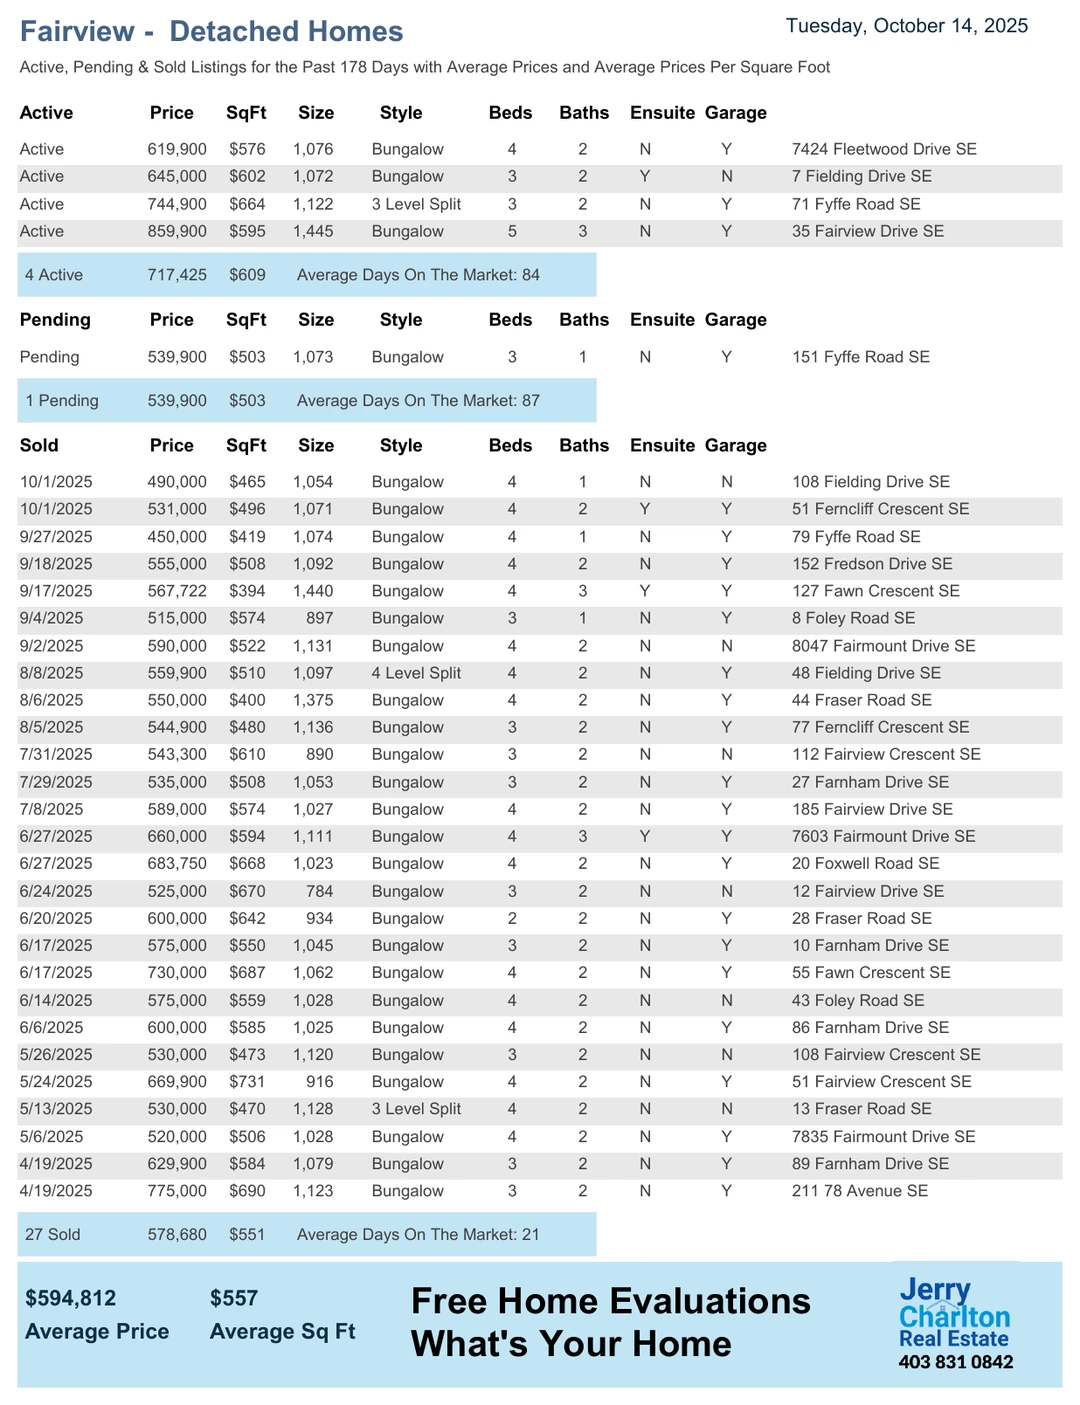 Fairview -  Detached Homes
Tuesday, October 14, 2025
Active, Pending & Sold Listings for the Past 178 Days with Average Prices and Average Prices Per Square Foot
Active Price SqFt Size Style Beds Baths Ensuite Garage
Active 619,900 $576 1,076 Bungalow 4 2 N Y 7424 Fleetwood Drive SE
Active 645,000 $602 1,072 Bungalow 3 2 Y N 7 Fielding Drive SE
Active 744,900 $664 1,122 3 Level Split 3 2 N Y 71 Fyffe Road SE
Active 859,900 $595 1,445 Bungalow 5 3 N Y 35 Fairview Drive SE
4 Active 717,425 $609 Average Days On The Market: 84
Pending Price SqFt Size Style Beds Baths Ensuite Garage
Pending 539,900 $503 1,073 Bungalow 3 1 N Y 151 Fyffe Road SE
1 Pending 539,900 $503 Average Days On The Market: 87
Sold Price SqFt Size Style Beds Baths Ensuite Garage
10/1/2025 490,000 $465 1,054 Bungalow 4 1 N N 108 Fielding Drive SE
10/1/2025 531,000 $496 1,071 Bungalow 4 2 Y Y 51 Ferncliff Crescent SE
9/27/2025 450,000 $419 1,074 Bungalow 4 1 N Y 79 Fyffe Road SE
9/18/2025 555,000 $508 1,092 Bungalow 4 2 N Y 152 Fredson Drive SE
9/17/2025 567,722 $394 1,440 Bungalow 4 3 Y Y 127 Fawn Crescent SE
9/4/2025 515,000 $574 897 Bungalow 3 1 N Y 8 Foley Road SE
9/2/2025 590,000 $522 1,131 Bungalow 4 2 N N 8047 Fairmount Drive SE
8/8/2025 559,900 $510 1,097 4 Level Split 4 2 N Y 48 Fielding Drive SE
8/6/2025 550,000 $400 1,375 Bungalow 4 2 N Y 44 Fraser Road SE
8/5/2025 544,900 $480 1,136 Bungalow 3 2 N Y 77 Ferncliff Crescent SE
7/31/2025 543,300 $610 890 Bungalow 3 2 N N 112 Fairview Crescent SE
7/29/2025 535,000 $508 1,053 Bungalow 3 2 N Y 27 Farnham Drive SE
7/8/2025 589,000 $574 1,027 Bungalow 4 2 N Y 185 Fairview Drive SE
6/27/2025 660,000 $594 1,111 Bungalow 4 3 Y Y 7603 Fairmount Drive SE
6/27/2025 683,750 $668 1,023 Bungalow 4 2 N Y 20 Foxwell Road SE
6/24/2025 525,000 $670 784 Bungalow 3 2 N N 12 Fairview Drive SE
6/20/2025 600,000 $642 934 Bungalow 2 2 N Y 28 Fraser Road SE
6/17/2025 575,000 $550 1,045 Bungalow 3 2 N Y 10 Farnham Drive SE
6/17/2025 730,000 $687 1,062 Bungalow 4 2 N Y 55 Fawn Crescent SE
6/14/2025 575,000 $559 1,028 Bungalow 4 2 N N 43 Foley Road SE
6/6/2025 600,000 $585 1,025 Bungalow 4 2 N Y 86 Farnham Drive SE
5/26/2025 530,000 $473 1,120 Bungalow 3 2 N N 108 Fairview Crescent SE
5/24/2025 669,900 $731 916 Bungalow 4 2 N Y 51 Fairview Crescent SE
5/13/2025 530,000 $470 1,128 3 Level Split 4 2 N N 13 Fraser Road SE
5/6/2025 520,000 $506 1,028 Bungalow 4 2 N Y 7835 Fairmount Drive SE
4/19/2025 629,900 $584 1,079 Bungalow 3 2 N Y 89 Farnham Drive SE
4/19/2025 775,000 $690 1,123 Bungalow 3 2 N Y 211 78 Avenue SE
27 Sold 578,680 $551 Average Days On The Market: 21
$594,812 $557
Average Price Average Sq Ft
Free Home Evaluations
What's Your Home
Jerry
Charlton
Real Estate
403 831 0842